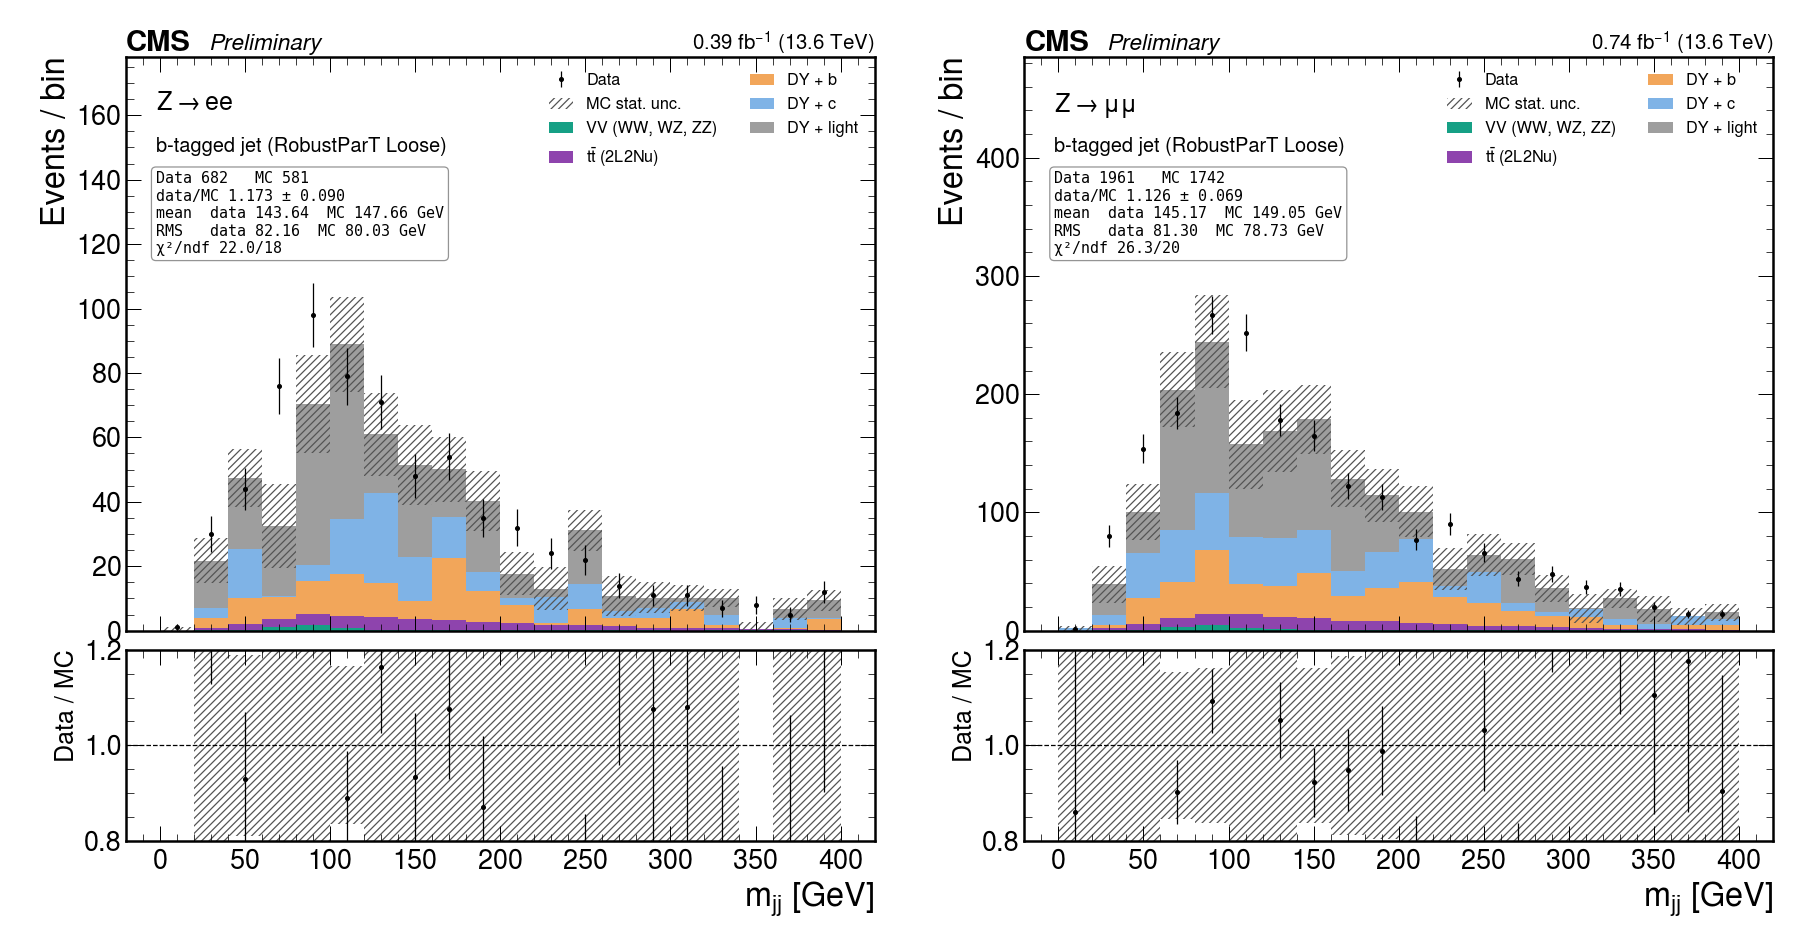 CMS Preliminary 0.39 fb⁻¹ (13.6 TeV)
Events / bin
Z→ee
b-tagged jet (RobustParT Loose)
Data 682   MC 581
data/MC 1.173 ± 0.090
mean  data 143.64  MC 147.66 GeV
RMS   data 82.16  MC 80.03 GeV
χ²/ndf 22.0/18
Data
MC stat. unc.
VV (WW, WZ, ZZ)
tt̄ (2L2Nu)
DY + b
DY + c
DY + light
160
140
120
100
80
60
40
20
0
Data / MC
1.2
1.0
0.8
0 50 100 150 200 250 300 350 400
m_jj [GeV]
CMS Preliminary 0.74 fb⁻¹ (13.6 TeV)
Events / bin
Z→μμ
b-tagged jet (RobustParT Loose)
Data 1961   MC 1742
data/MC 1.126 ± 0.069
mean  data 145.17  MC 149.05 GeV
RMS   data 81.30  MC 78.73 GeV
χ²/ndf 26.3/20
Data
MC stat. unc.
VV (WW, WZ, ZZ)
tt̄ (2L2Nu)
DY + b
DY + c
DY + light
400
300
200
100
0
Data / MC
1.2
1.0
0.8
0 50 100 150 200 250 300 350 400
m_jj [GeV]